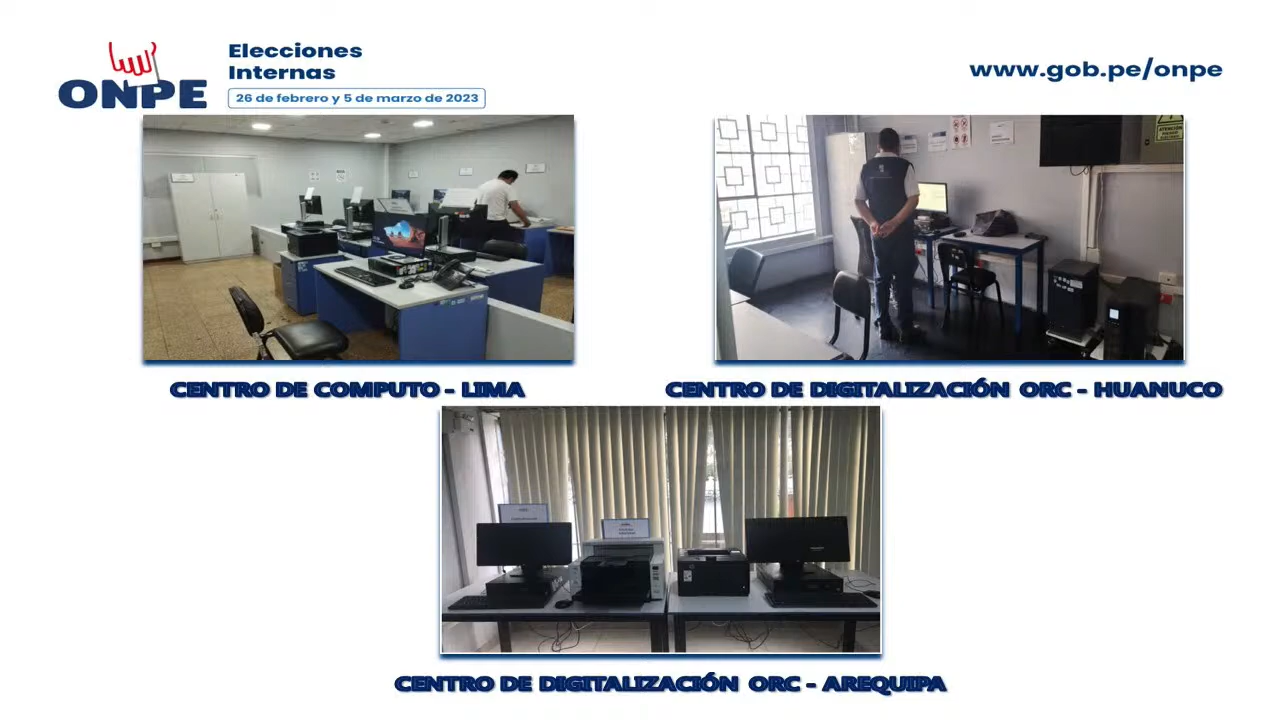 ONPE
Elecciones
Internas
26 de febrero y 5 de marzo de 2023
www.gob.pe/onpe
ATENCIÓN
CENTRO DE COMPUTO - LIMA
CENTRO DE DIGITALIZACIÓN ORC - HUANUCO
CENTRO DE DIGITALIZACIÓN ORC - AREQUIPA